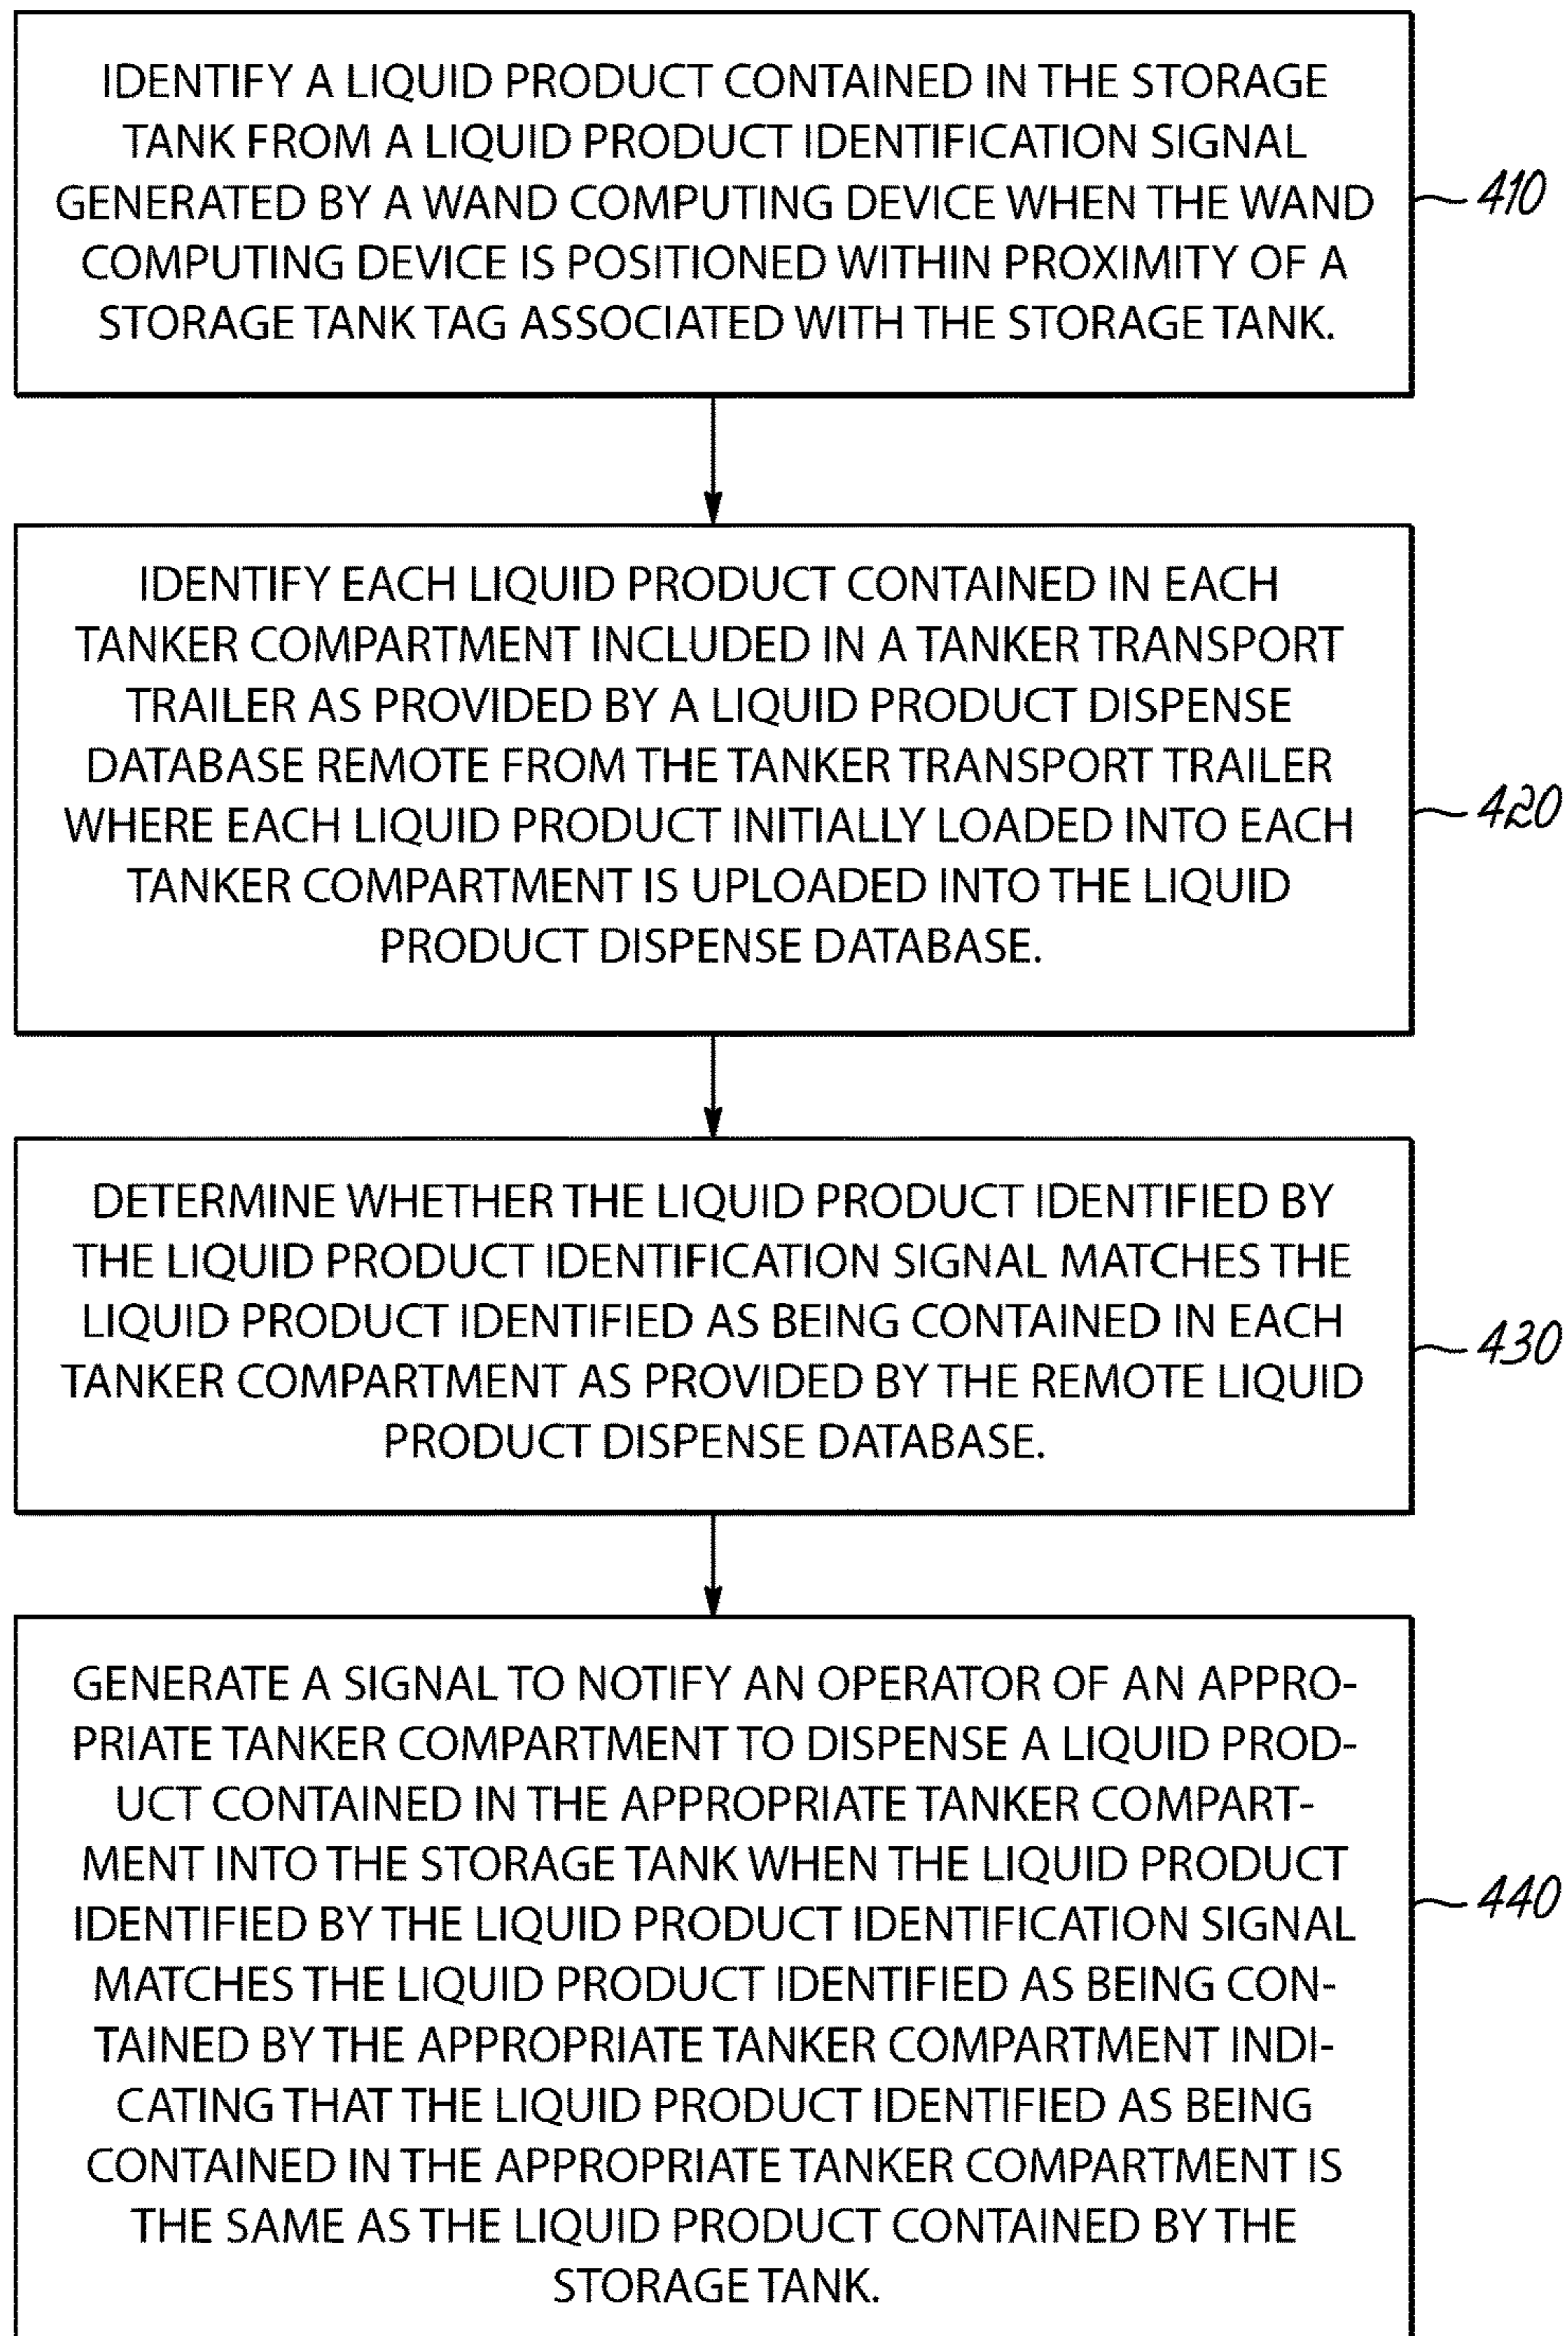 IDENTIFY A LIQUID PRODUCT CONTAINED IN THE STORAGE
TANK FROM A LIQUID PRODUCT IDENTIFICATION SIGNAL
GENERATED BY A WAND COMPUTING DEVICE WHEN THE WAND
COMPUTING DEVICE IS POSITIONED WITHIN PROXIMITY OF A
STORAGE TANK TAG ASSOCIATED WITH THE STORAGE TANK.
410
IDENTIFY EACH LIQUID PRODUCT CONTAINED IN EACH
TANKER COMPARTMENT INCLUDED IN A TANKER TRANSPORT
TRAILER AS PROVIDED BY A LIQUID PRODUCT DISPENSE
DATABASE REMOTE FROM THE TANKER TRANSPORT TRAILER
WHERE EACH LIQUID PRODUCT INITIALLY LOADED INTO EACH
TANKER COMPARTMENT IS UPLOADED INTO THE LIQUID
PRODUCT DISPENSE DATABASE.
420
DETERMINE WHETHER THE LIQUID PRODUCT IDENTIFIED BY
THE LIQUID PRODUCT IDENTIFICATION SIGNAL MATCHES THE
LIQUID PRODUCT IDENTIFIED AS BEING CONTAINED IN EACH
TANKER COMPARTMENT AS PROVIDED BY THE REMOTE LIQUID
PRODUCT DISPENSE DATABASE.
430
GENERATE A SIGNAL TO NOTIFY AN OPERATOR OF AN APPRO-
PRIATE TANKER COMPARTMENT TO DISPENSE A LIQUID PROD-
UCT CONTAINED IN THE APPROPRIATE TANKER COMPART-
MENT INTO THE STORAGE TANK WHEN THE LIQUID PRODUCT
IDENTIFIED BY THE LIQUID PRODUCT IDENTIFICATION SIGNAL
MATCHES THE LIQUID PRODUCT IDENTIFIED AS BEING CON-
TAINED BY THE APPROPRIATE TANKER COMPARTMENT INDI-
CATING THAT THE LIQUID PRODUCT IDENTIFIED AS BEING
CONTAINED IN THE APPROPRIATE TANKER COMPARTMENT IS
THE SAME AS THE LIQUID PRODUCT CONTAINED BY THE
STORAGE TANK.
440